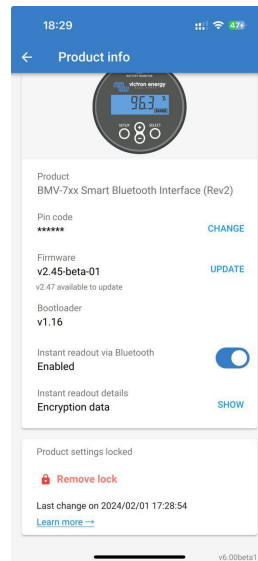 18:29
47
← Product info
BATTERY MONITOR
victron energy
96.3 %
SETUP SELECT
Product
BMV-7xx Smart Bluetooth Interface (Rev2)
Pin code
****** CHANGE
Firmware
v2.45-beta-01 UPDATE
v2.47 available to update
Bootloader
v1.16
Instant readout via Bluetooth
Enabled
Instant readout details
Encryption data SHOW
Product settings locked
Remove lock
Last change on 2024/02/01 17:28:54
Learn more →
v6.00beta1